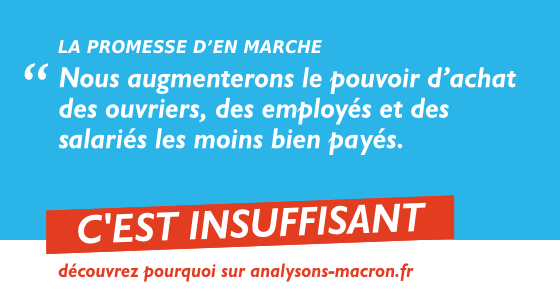 LA PROMESSE D'EN MARCHE
“ Nous augmenterons le pouvoir d'achat
des ouvriers, des employés et des
salariés les moins bien payés.
C'EST INSUFFISANT
découvrez pourquoi sur analysons-macron.fr